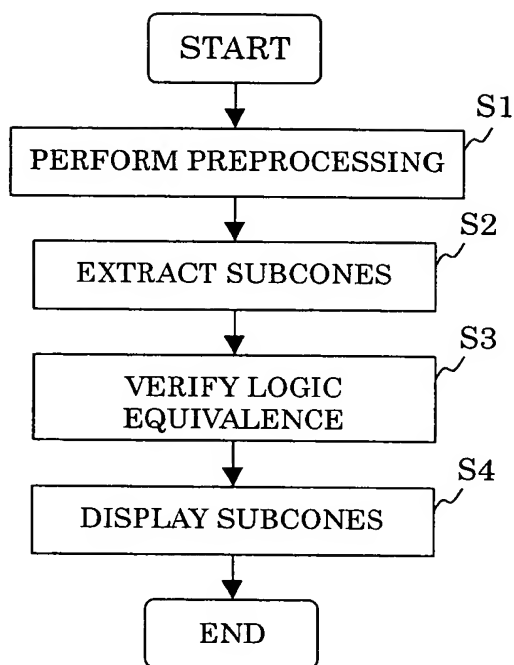 START
S1
PERFORM PREPROCESSING
S2
EXTRACT SUBCONES
S3
VERIFY LOGIC
EQUIVALENCE
S4
DISPLAY SUBCONES
END